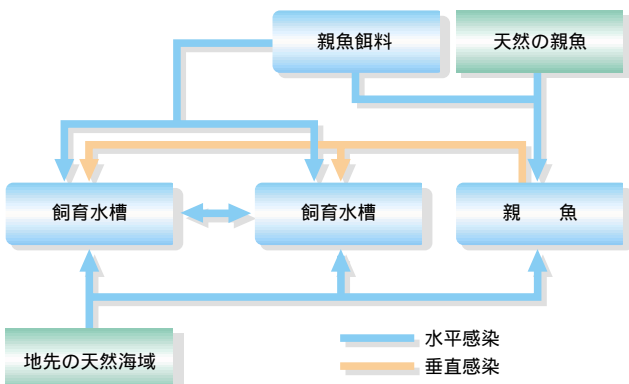 親魚餌料
天然の親魚
飼育水槽
飼育水槽
親　　魚
地先の天然海域
水平感染
垂直感染